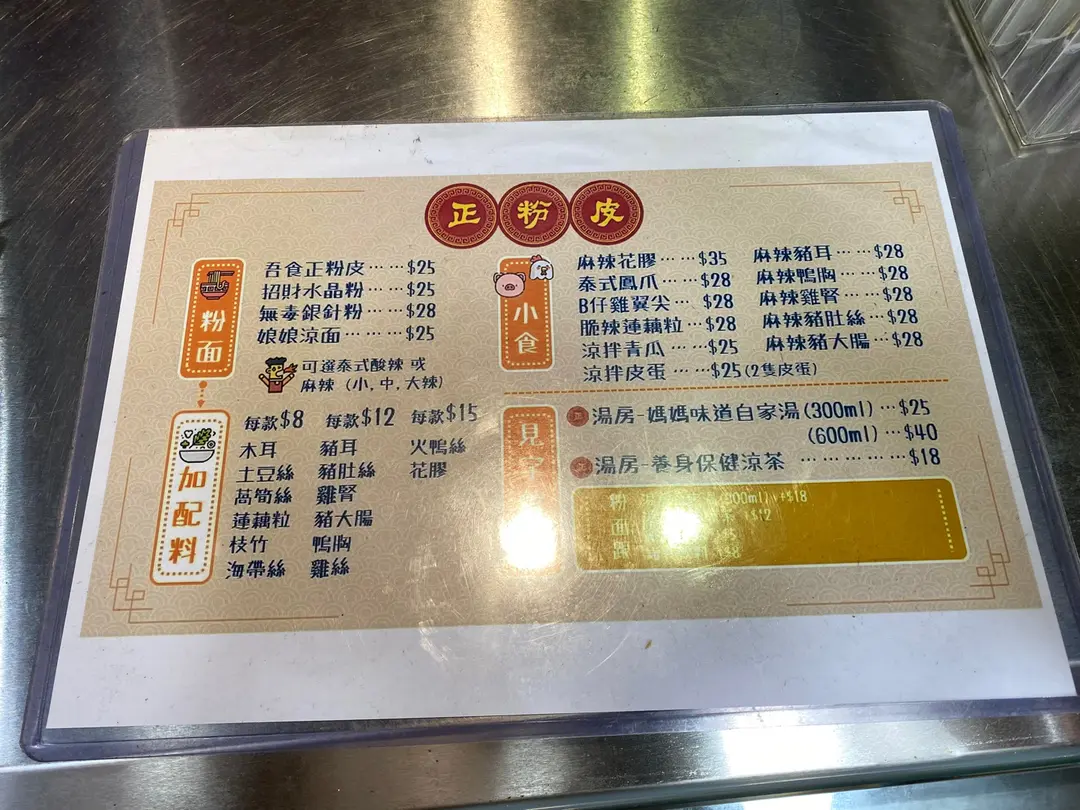 正粉皮
粉面
吾食正粉皮……$25
招財水晶粉……$25
無毒銀針粉……$28
娘娘涼面……$25
可選泰式酸辣 或
麻辣 (小,中,大辣)
加配料
每款$8 每款$12 每款$15
木耳 豬耳 火鴨絲
土豆絲 豬肚絲 花膠
萵筍絲 雞腎
蓮藕粒 豬大腸
枝竹 鴨胸
海帶絲 雞絲
小食
麻辣花膠……$35
泰式鳳爪……$28
B仔雞翼尖…$28
脆辣蓮藕粒…$28
涼拌青瓜……$25
涼拌皮蛋……$25(2隻皮蛋)
麻辣豬耳……$28
麻辣鴨胸……$28
麻辣雞腎……$28
麻辣豬肚絲…$28
麻辣豬大腸…$28
見
湯房-媽媽味道自家湯(300ml)…$25
(600ml)…$40
湯房-養身保健涼茶………………$18
粉 (300ml)+$18
面 +$12
$8